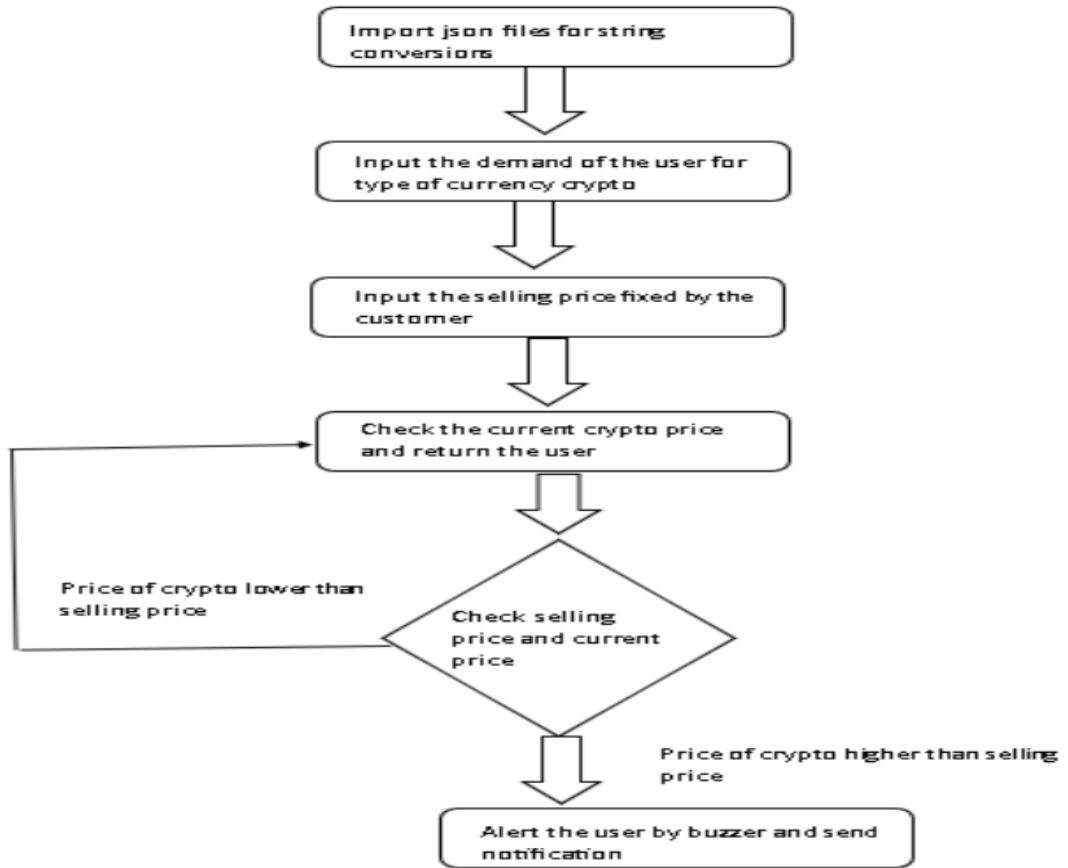 Import json files for string
conversions
Input the demand of the user for
type of currency crypto
Input the selling price fixed by the
customer
Check the current crypto price
and return the user
Price of crypto lower than
selling price
Check selling
price and current
price
Price of crypto higher than selling
price
Alert the user by buzzer and send
notification